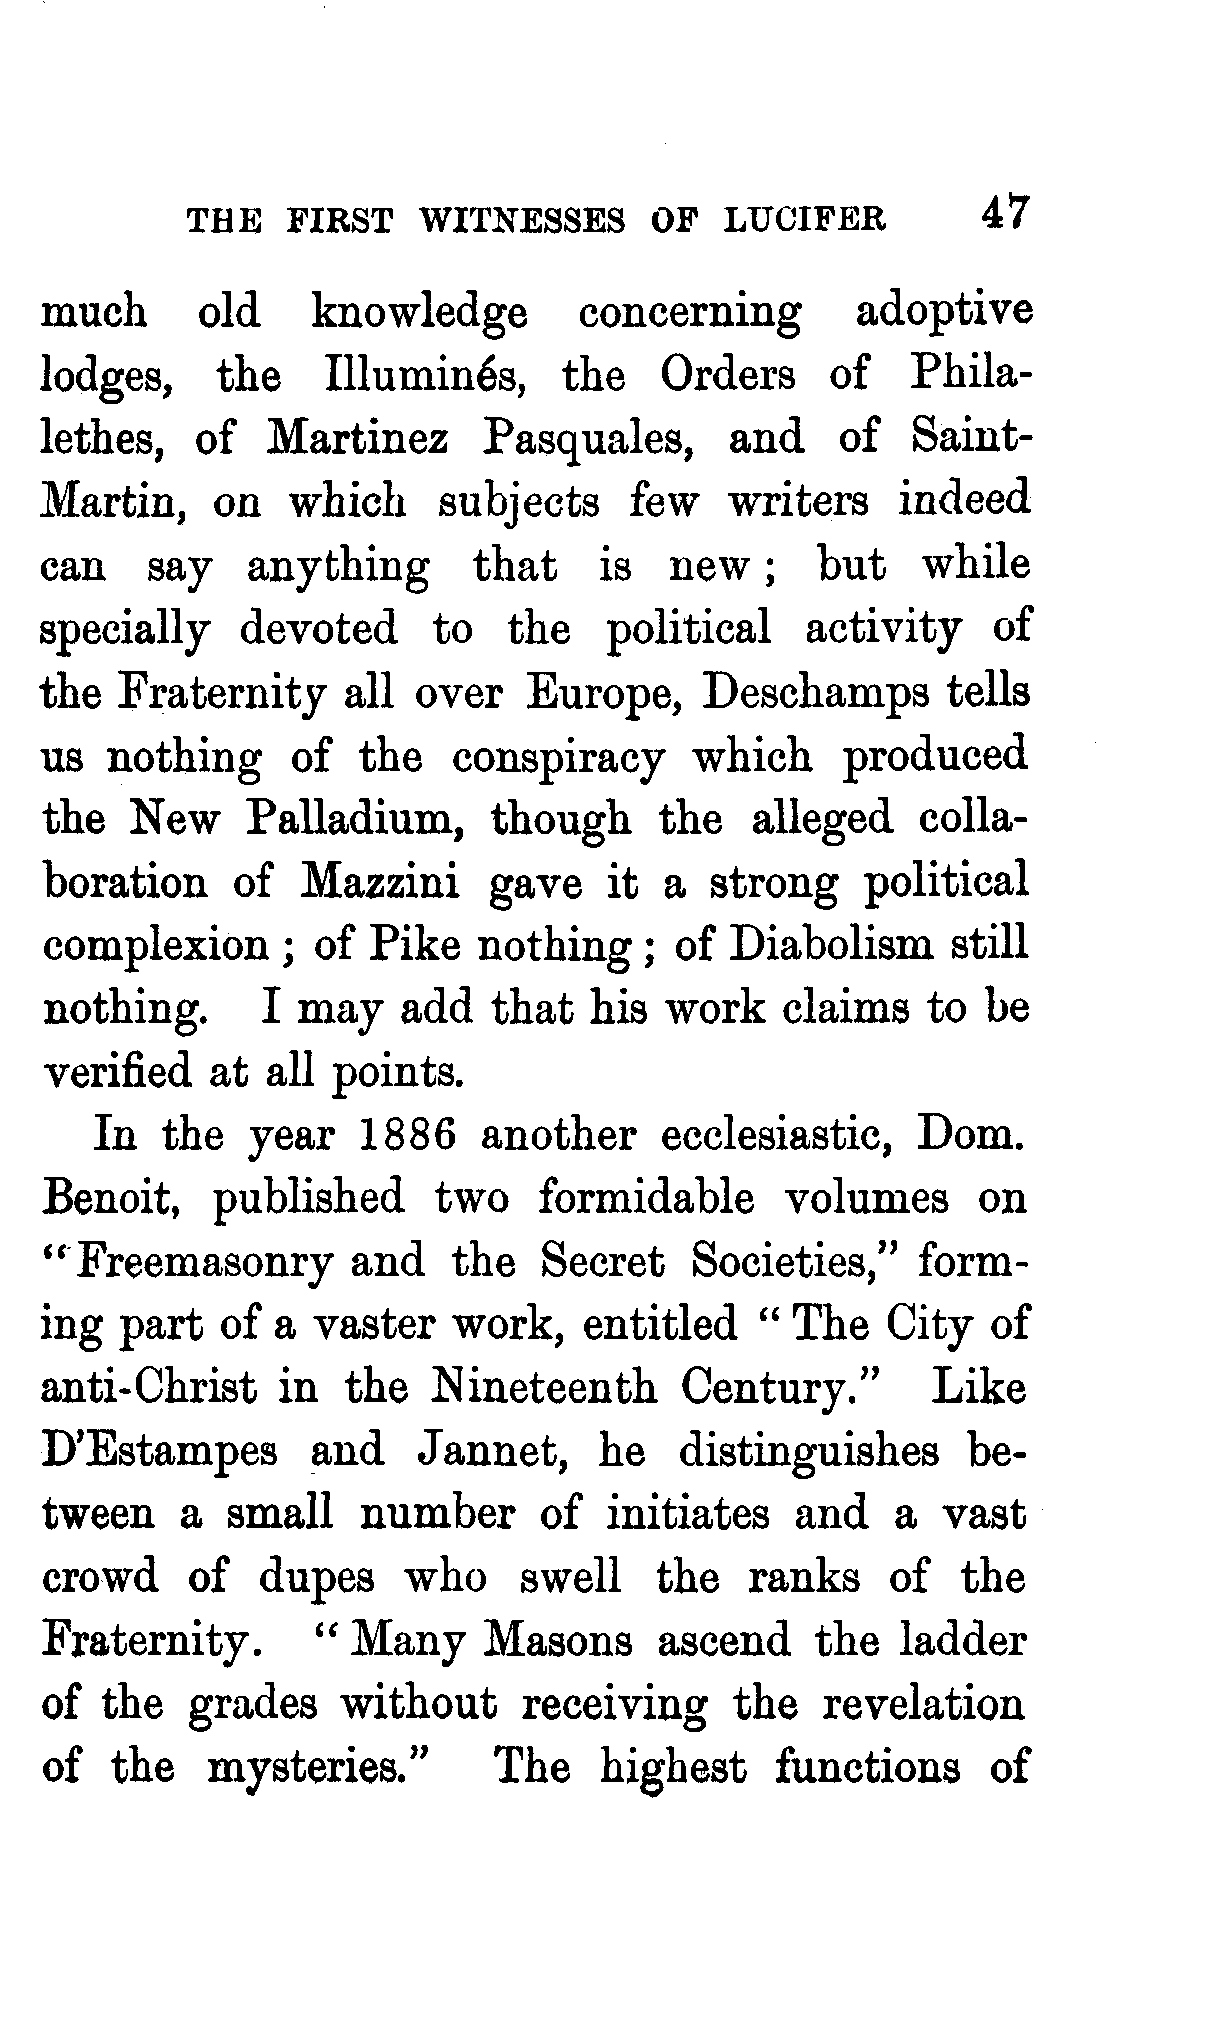 THE FIRST WITNESSES OF LUCIFER 47
much old knowledge concerning adoptive
lodges, the Illuminés, the Orders of Phila-
lethes, of Martinez Pasquales, and of Saint-
Martin, on which subjects few writers indeed
can say anything that is new ; but while
specially devoted to the political activity of
the Fraternity all over Europe, Deschamps tells
us nothing of the conspiracy which produced
the New Palladium, though the alleged colla-
boration of Mazzini gave it a strong political
complexion ; of Pike nothing ; of Diabolism still
nothing. I may add that his work claims to be
verified at all points.
In the year 1886 another ecclesiastic, Dom.
Benoit, published two formidable volumes on
“Freemasonry and the Secret Societies,” form-
ing part of a vaster work, entitled “ The City of
anti-Christ in the Nineteenth Century.” Like
D’Estampes and Jannet, he distinguishes be-
tween a small number of initiates and a vast
crowd of dupes who swell the ranks of the
Fraternity. “ Many Masons ascend the ladder
of the grades without receiving the revelation
of the mysteries.” The highest functions of